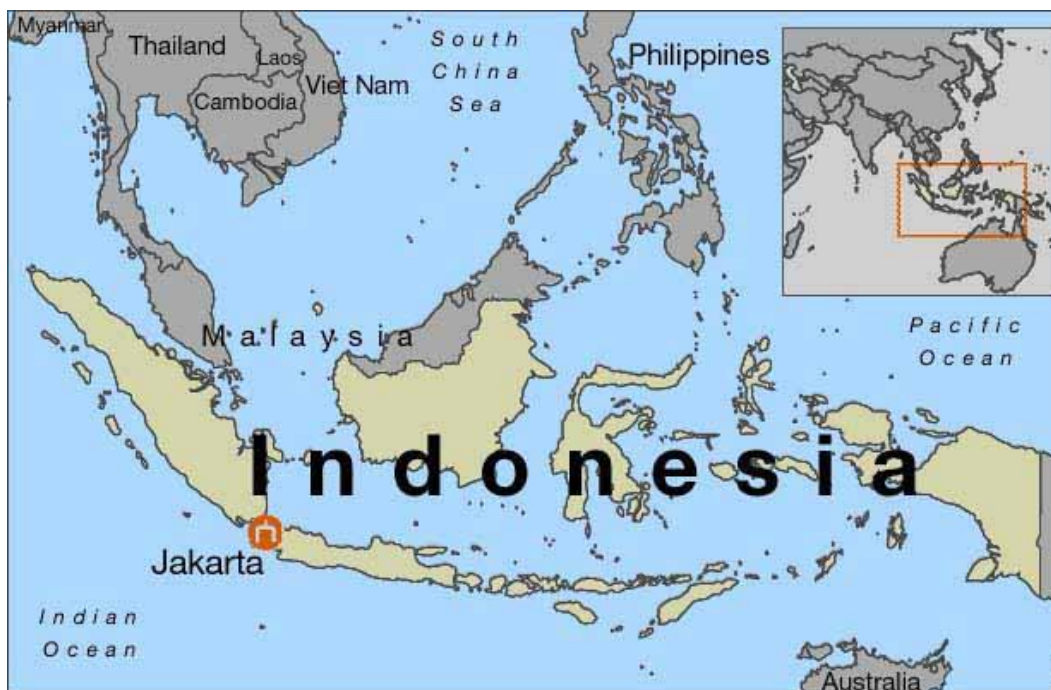 Myanmar
Thailand
Laos
Viet Nam
Cambodia
South
China
Sea
Philippines
Malaysia
Pacific
Ocean
Indonesia
Jakarta
Indian
Ocean
Australia